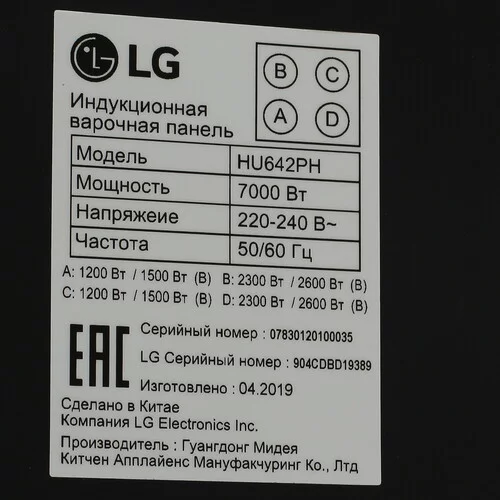 LG
B C
A D
Индукционная
варочная панель
Модель HU642PH
Мощность 7000 Вт
Напряжеие 220-240 В~
Частота 50/60 Гц
A: 1200 Вт / 1500 Вт (B) B: 2300 Вт / 2600 Вт (B)
C: 1200 Вт / 1500 Вт (B) D: 2300 Вт / 2600 Вт (B)
Серийный номер : 07830120100035
LG Серийный номер : 904CDBD19389
EAC
Изготовлено : 04.2019
Сделано в Китае
Компания LG Electronics Inc.
Производитель : Гуангдонг Мидея
Китчен Апплайенс Мануфакчуринг Ко., Лтд